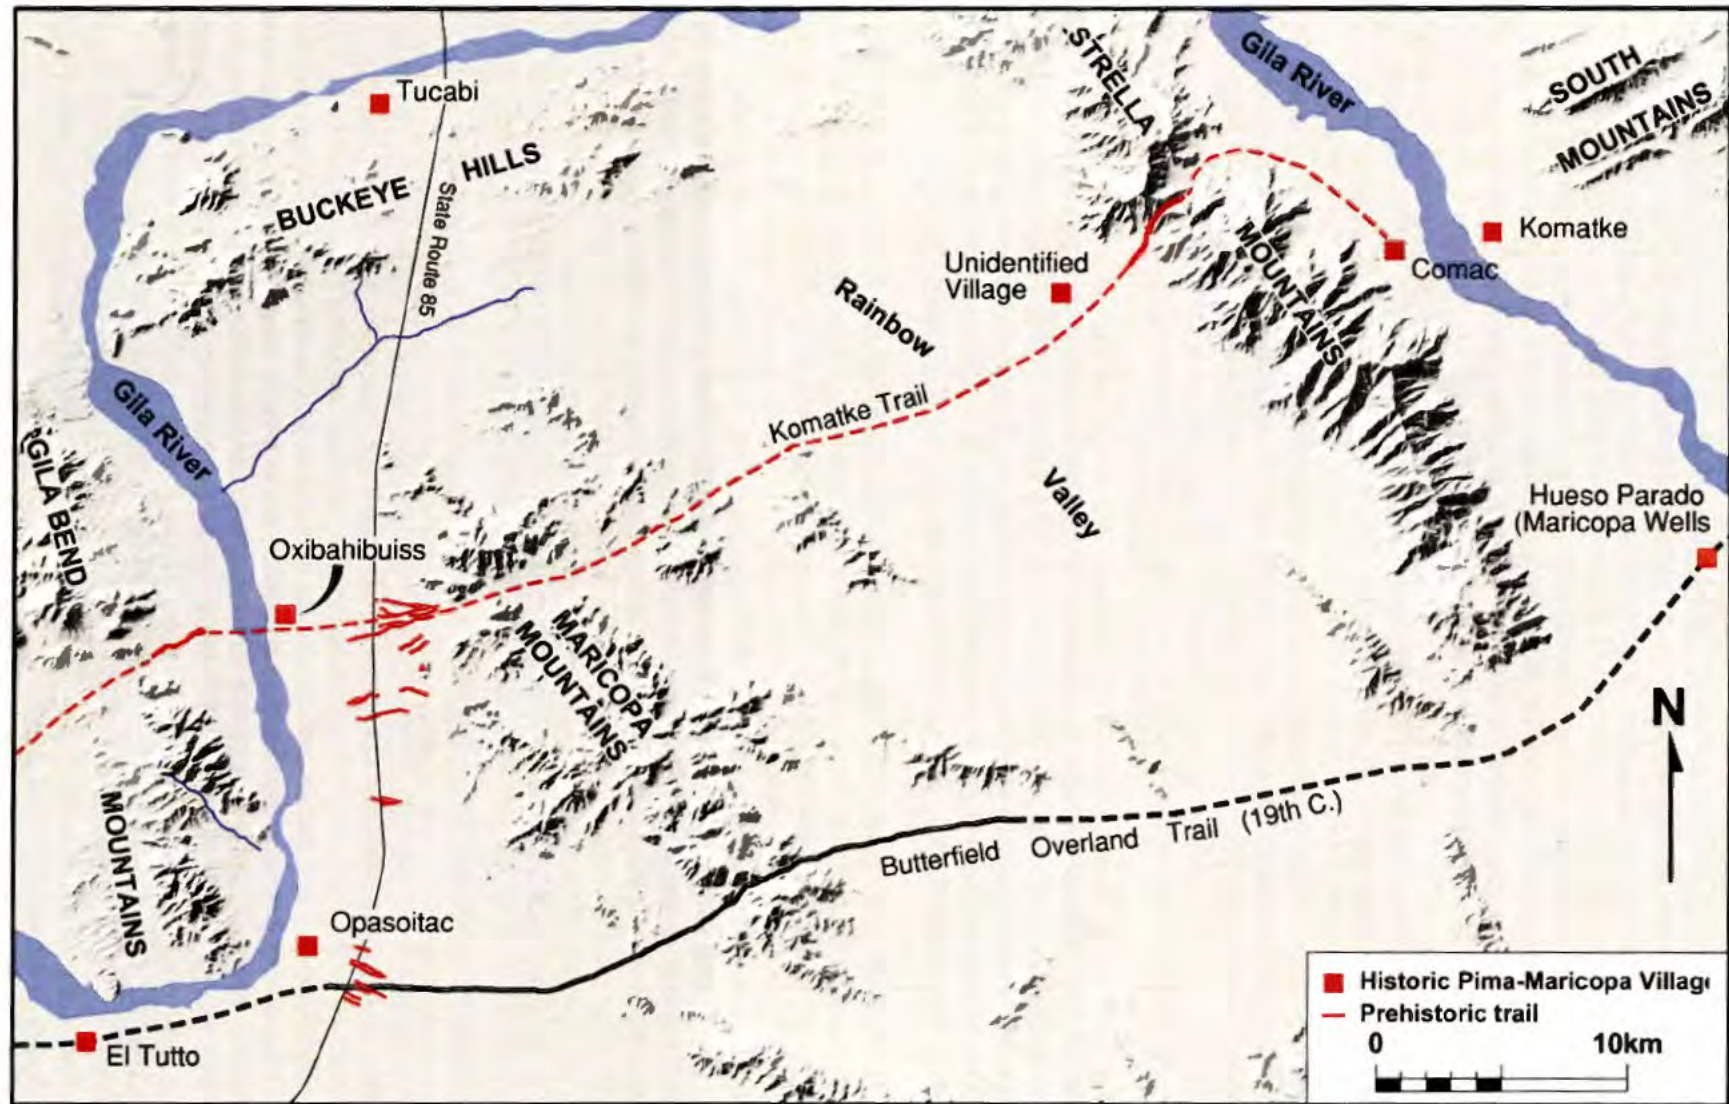 Tucabi
BUCKEYE HILLS
State Route 85
STRELLA
MOUNTAINS
Gila River
SOUTH
MOUNTAINS
Komatke
Comac
Unidentified
Village
Rainbow
Valley
Komatke Trail
Gila River
GILA BEND
MOUNTAINS
Oxibahibuiss
MARICOPA
MOUNTAINS
Hueso Parado
(Maricopa Wells
N
Butterfield Overland Trail (19th C.)
Opasoitac
El Tutto
Historic Pima-Maricopa Village
Prehistoric trail
0 10km